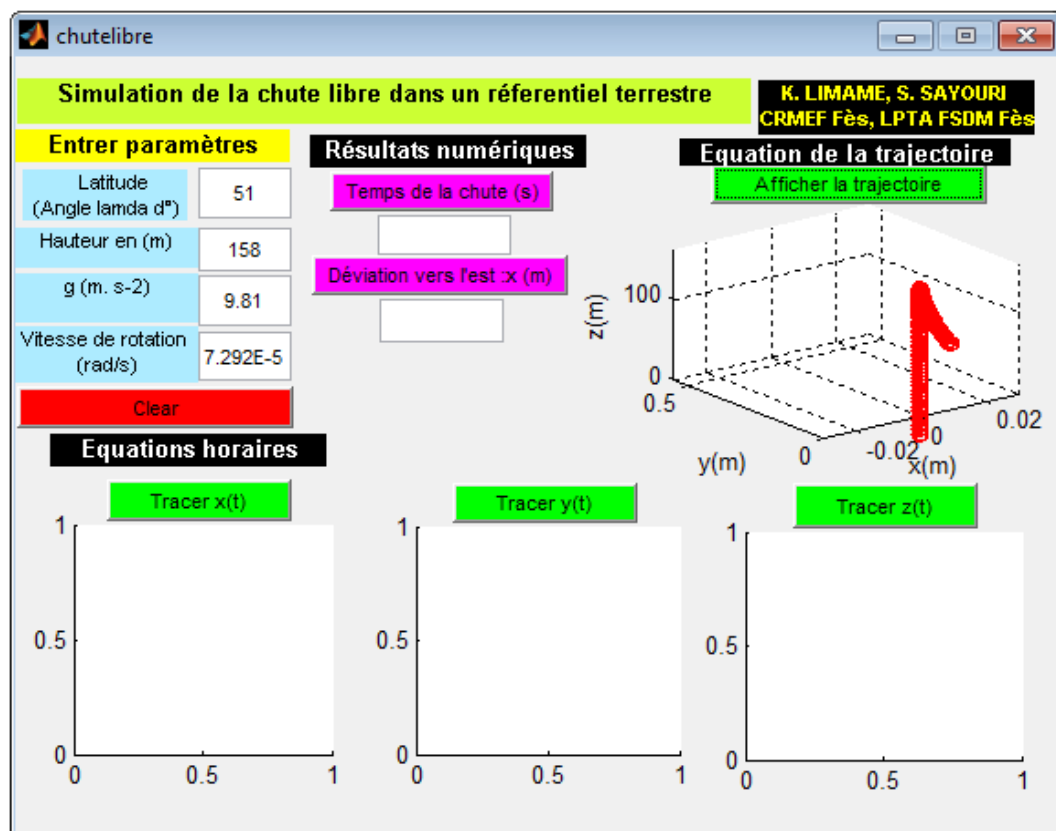 chutelibre
Simulation de la chute libre dans un réferentiel terrestre
K. LIMAME, S. SAYOURI
CRMEF Fès, LPTA FSDM Fès
Entrer paramètres
Latitude
(Angle lamda d°)
51
Hauteur en (m)
158
g (m. s-2)
9.81
Vitesse de rotation
(rad/s)
7.292E-5
Clear
Résultats numériques
Temps de la chute (s)
Déviation vers l'est :x (m)
Equation de la trajectoire
Afficher la trajectoire
100
0
z(m)
0.5
0
y(m)
-0.02
0
0.02
x(m)
Equations horaires
Tracer x(t)
1
0.5
0
0
0.5
1
Tracer y(t)
1
0.5
0
0
0.5
1
Tracer z(t)
1
0.5
0
0
0.5
1